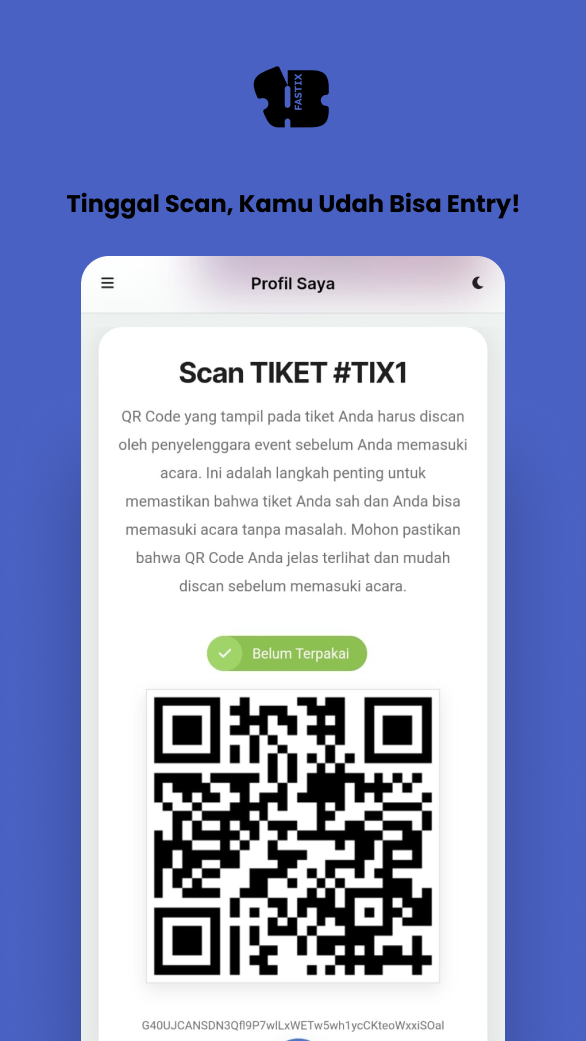 FASTIX
Tinggal Scan, Kamu Udah Bisa Entry!
Profil Saya
Scan TIKET #TIX1
QR Code yang tampil pada tiket Anda harus discan
oleh penyelenggara event sebelum Anda memasuki
acara. Ini adalah langkah penting untuk
memastikan bahwa tiket Anda sah dan Anda bisa
memasuki acara tanpa masalah. Mohon pastikan
bahwa QR Code Anda jelas terlihat dan mudah
discan sebelum memasuki acara.
Belum Terpakai
G40UJCANSDN3Qfl9P7wlLxWETw5wh1ycCKteoWxxiSOal